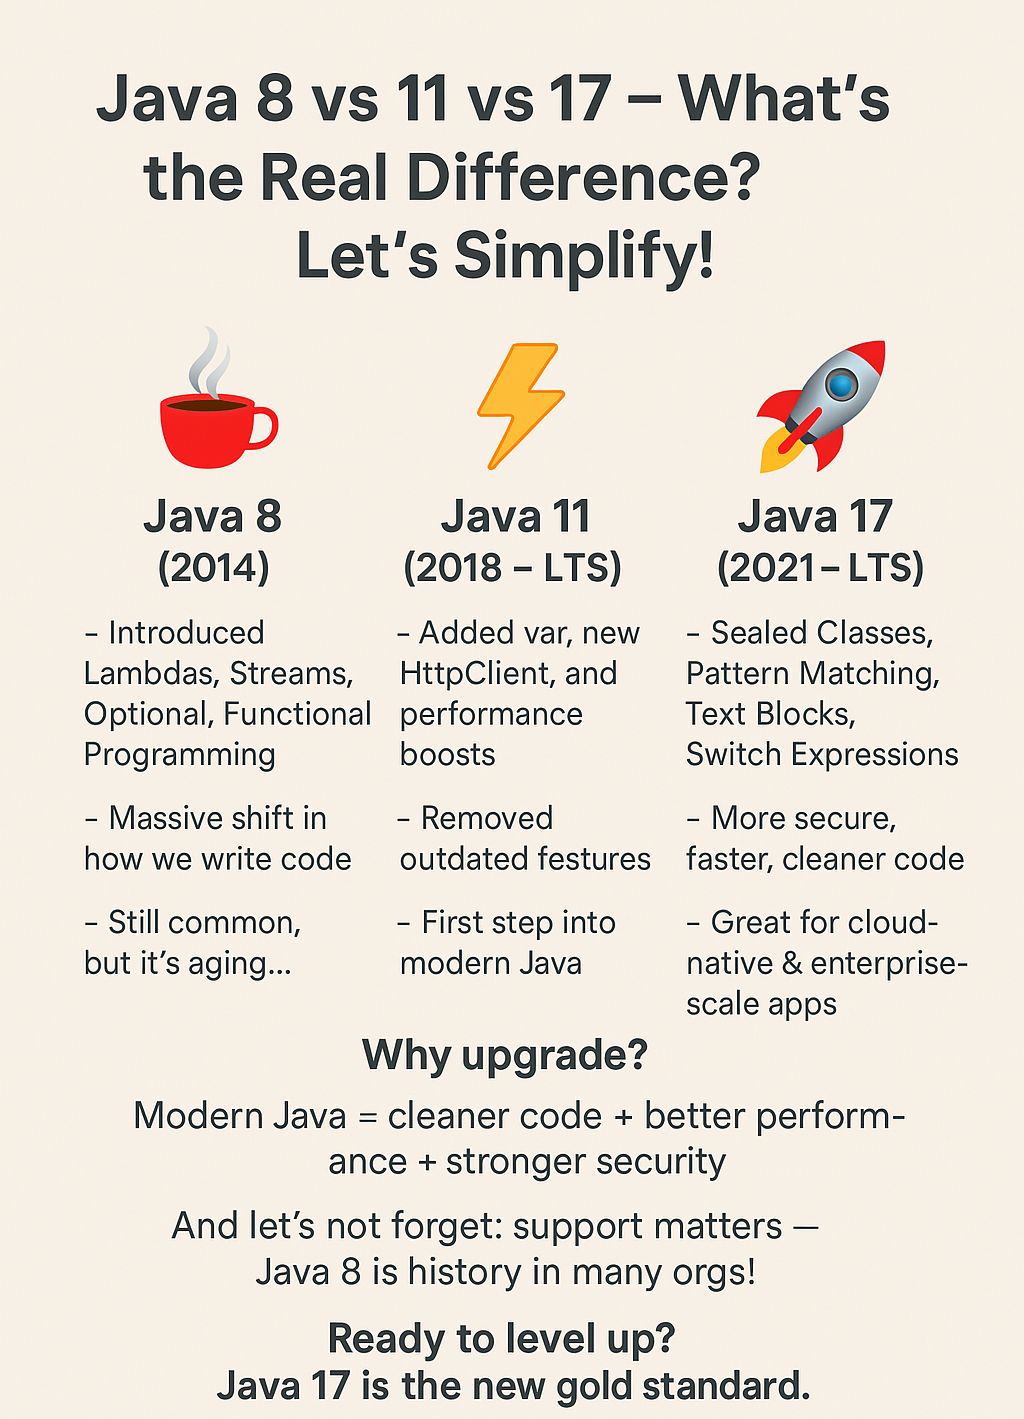 Java 8 vs 11 vs 17 – What's
the Real Difference?
Let's Simplify!
Java 8
(2014)
– Introduced
Lambdas, Streams,
Optional, Functional
Programming
– Massive shift in
how we write code
– Still common,
but it's aging...
Java 11
(2018 – LTS)
– Added var, new
HttpClient, and
performance
boosts
– Removed
outdated festures
– First step into
modern Java
Java 17
(2021 – LTS)
– Sealed Classes,
Pattern Matching,
Text Blocks,
Switch Expressions
– More secure,
faster, cleaner code
– Great for cloud-
native & enterprise-
scale apps
Why upgrade?
Modern Java = cleaner code + better perform-
ance + stronger security
And let's not forget: support matters —
Java 8 is history in many orgs!
Ready to level up?
Java 17 is the new gold standard.